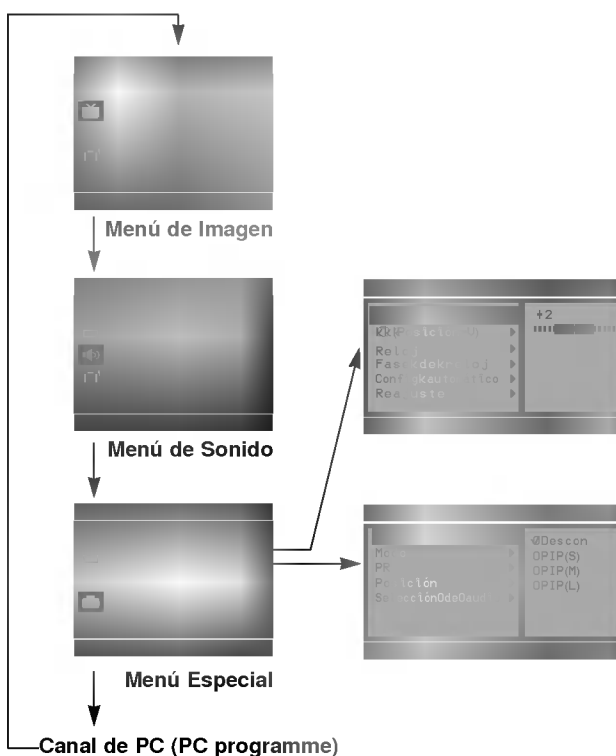 Menú de Imagen
+2
Reloj
Menú de Sonido
Reajuste
ØDescon
OPIP(S)
OPIP(M)
OPIP(L)
PR
Posición
Menú Especial
Canal de PC (PC programme)